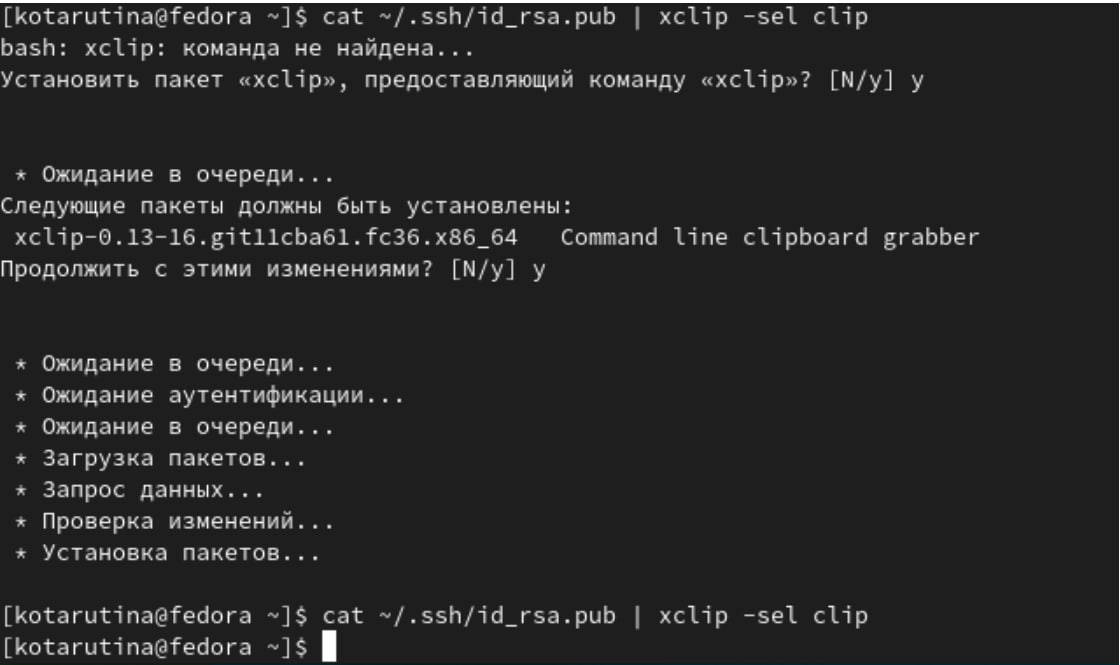 [kotarutina@fedora ~]$ cat ~/.ssh/id_rsa.pub | xclip -sel clip
bash: xclip: команда не найдена...
Установить пакет «xclip», предоставляющий команду «xclip»? [N/y] y
* Ожидание в очереди...
Следующие пакеты должны быть установлены:
xclip-0.13-16.git11cba61.fc36.x86_64   Command line clipboard grabber
Продолжить с этими изменениями? [N/y] y
* Ожидание в очереди...
* Ожидание аутентификации...
* Ожидание в очереди...
* Загрузка пакетов...
* Запрос данных...
* Проверка изменений...
* Установка пакетов...
[kotarutina@fedora ~]$ cat ~/.ssh/id_rsa.pub | xclip -sel clip
[kotarutina@fedora ~]$